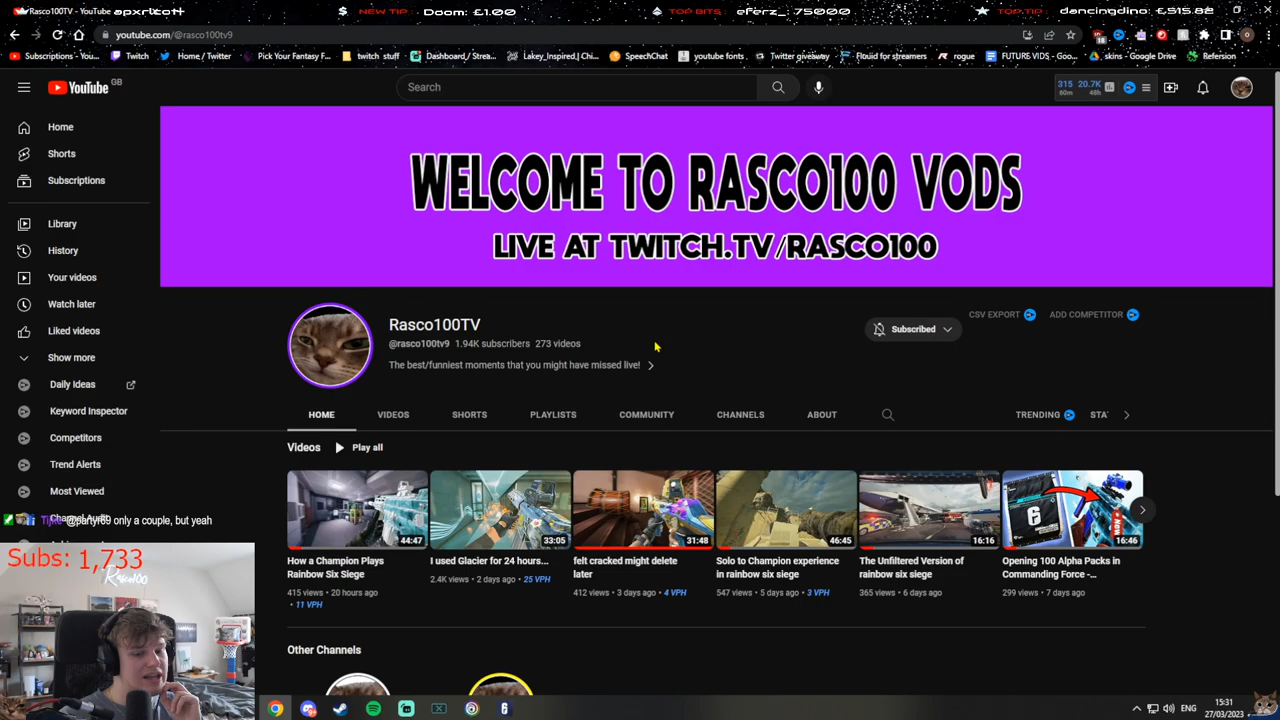 Rasco100TV - YouTube
apxrlcott
NEW TIP
Doom: £1.00
TOP BITS
eferz_ 75000
TOP TIP
dancingdino: £515.82
youtube.com/@rasco100tv9
Subscriptions - You...
Twitch
Home / Twitter
Pick Your Fantasy F...
twitch stuff
Dashboard / Strea...
Lakey_Inspired | Chi...
SpeechChat
youtube fonts
Twitter giveaway
Flouid for streamers
rogue
FUTURE VIDS - Goo...
skins - Google Drive
Refersion
YouTube
GB
Search
315
60m
20.7K
48h
Home
Shorts
Subscriptions
Library
History
Your videos
Watch later
Liked videos
Show more
Daily Ideas
Keyword Inspector
Competitors
Trend Alerts
Most Viewed
WELCOME TO RASCO100 VODS
LIVE AT TWITCH.TV/RASCO100
Rasco100TV
@rasco100tv9 1.94K subscribers 273 videos
The best/funniest moments that you might have missed live!
Subscribed
CSV EXPORT
ADD COMPETITOR
HOME
VIDEOS
SHORTS
PLAYLISTS
COMMUNITY
CHANNELS
ABOUT
TRENDING
STA
Videos
Play all
44:47
How a Champion Plays
Rainbow Six Siege
415 views • 20 hours ago
• 11 VPH
33:05
I used Glacier for 24 hours...
2.4K views • 2 days ago • 25 VPH
31:48
felt cracked might delete
later
412 views • 3 days ago • 4 VPH
46:45
Solo to Champion experience
in rainbow six siege
547 views • 5 days ago • 3 VPH
16:16
The Unfiltered Version of
rainbow six siege
365 views • 6 days ago
16:46
Opening 100 Alpha Packs in
Commanding Force -...
299 views • 7 days ago
only a couple, but yeah
Subs: 1,733
Rasco100
Other Channels
ENG
15:31
27/03/2023